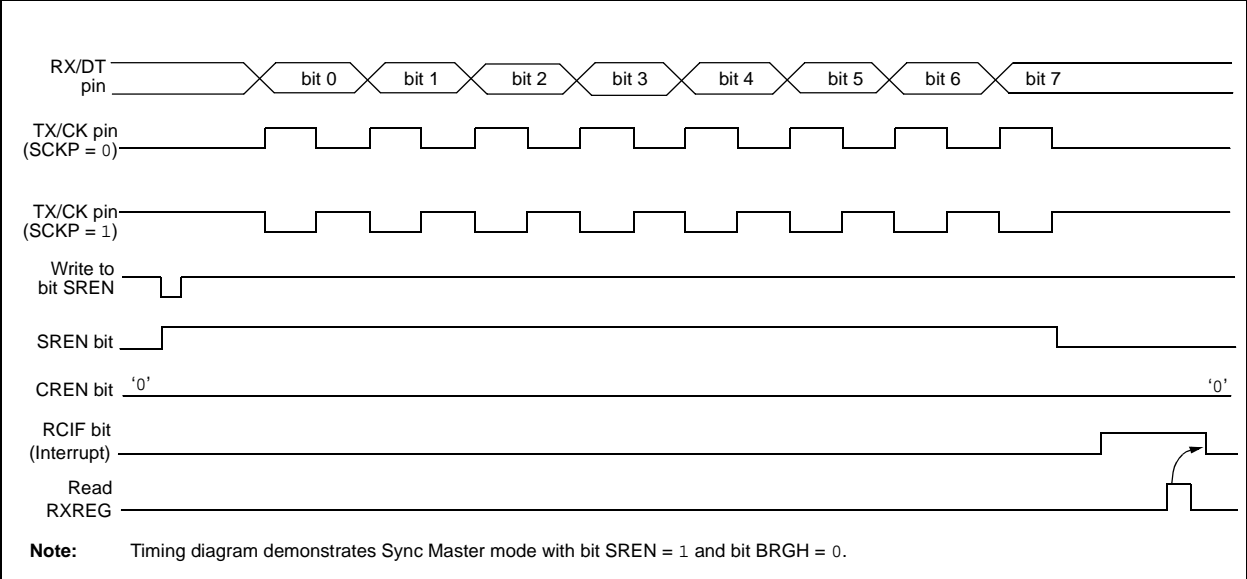 RX/DT
pin
bit 0 bit 1 bit 2 bit 3 bit 4 bit 5 bit 6 bit 7
TX/CK pin
(SCKP = 0)
TX/CK pin
(SCKP = 1)
Write to
bit SREN
SREN bit
CREN bit ‘0’ ‘0’
RCIF bit
(Interrupt)
Read
RXREG
Note: Timing diagram demonstrates Sync Master mode with bit SREN = 1 and bit BRGH = 0.